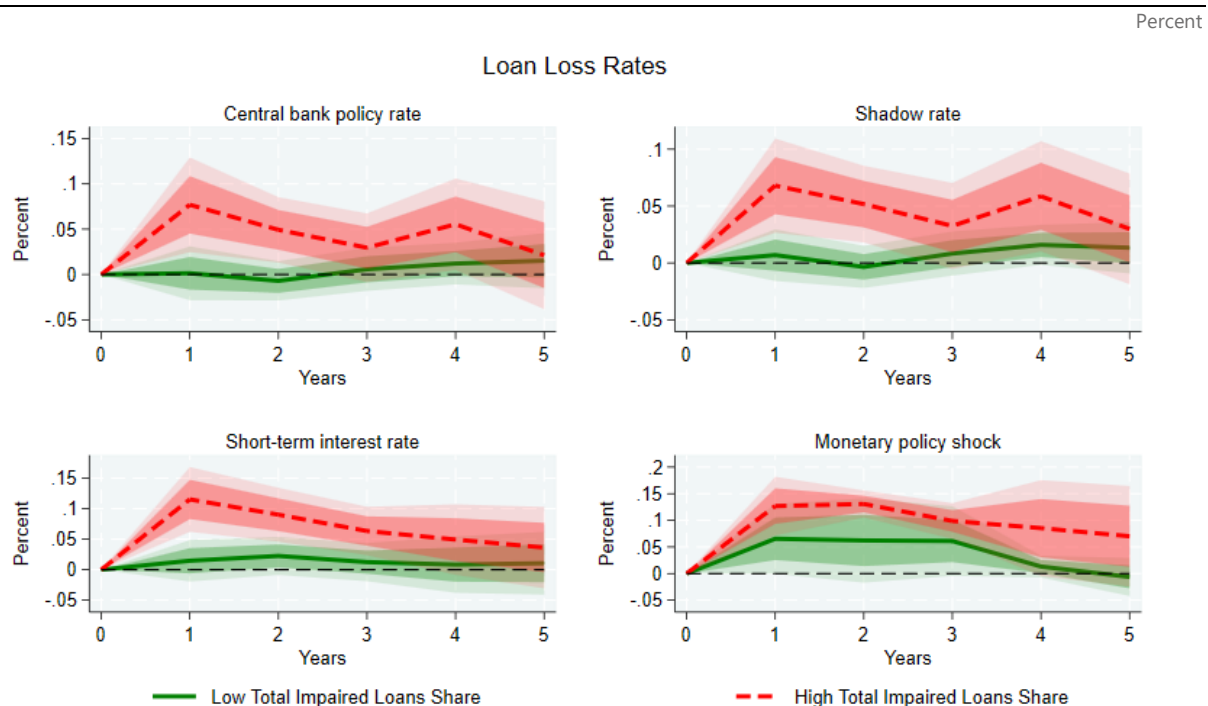 Percent
Loan Loss Rates
Central bank policy rate
.15
.1
.05
0
-.05
Percent
0 1 2 3 4 5
Years
Shadow rate
.1
.05
0
-.05
Percent
0 1 2 3 4 5
Years
Short-term interest rate
.15
.1
.05
0
-.05
Percent
0 1 2 3 4 5
Years
Monetary policy shock
.2
.15
.1
.05
0
-.05
Percent
0 1 2 3 4 5
Years
Low Total Impaired Loans Share
High Total Impaired Loans Share